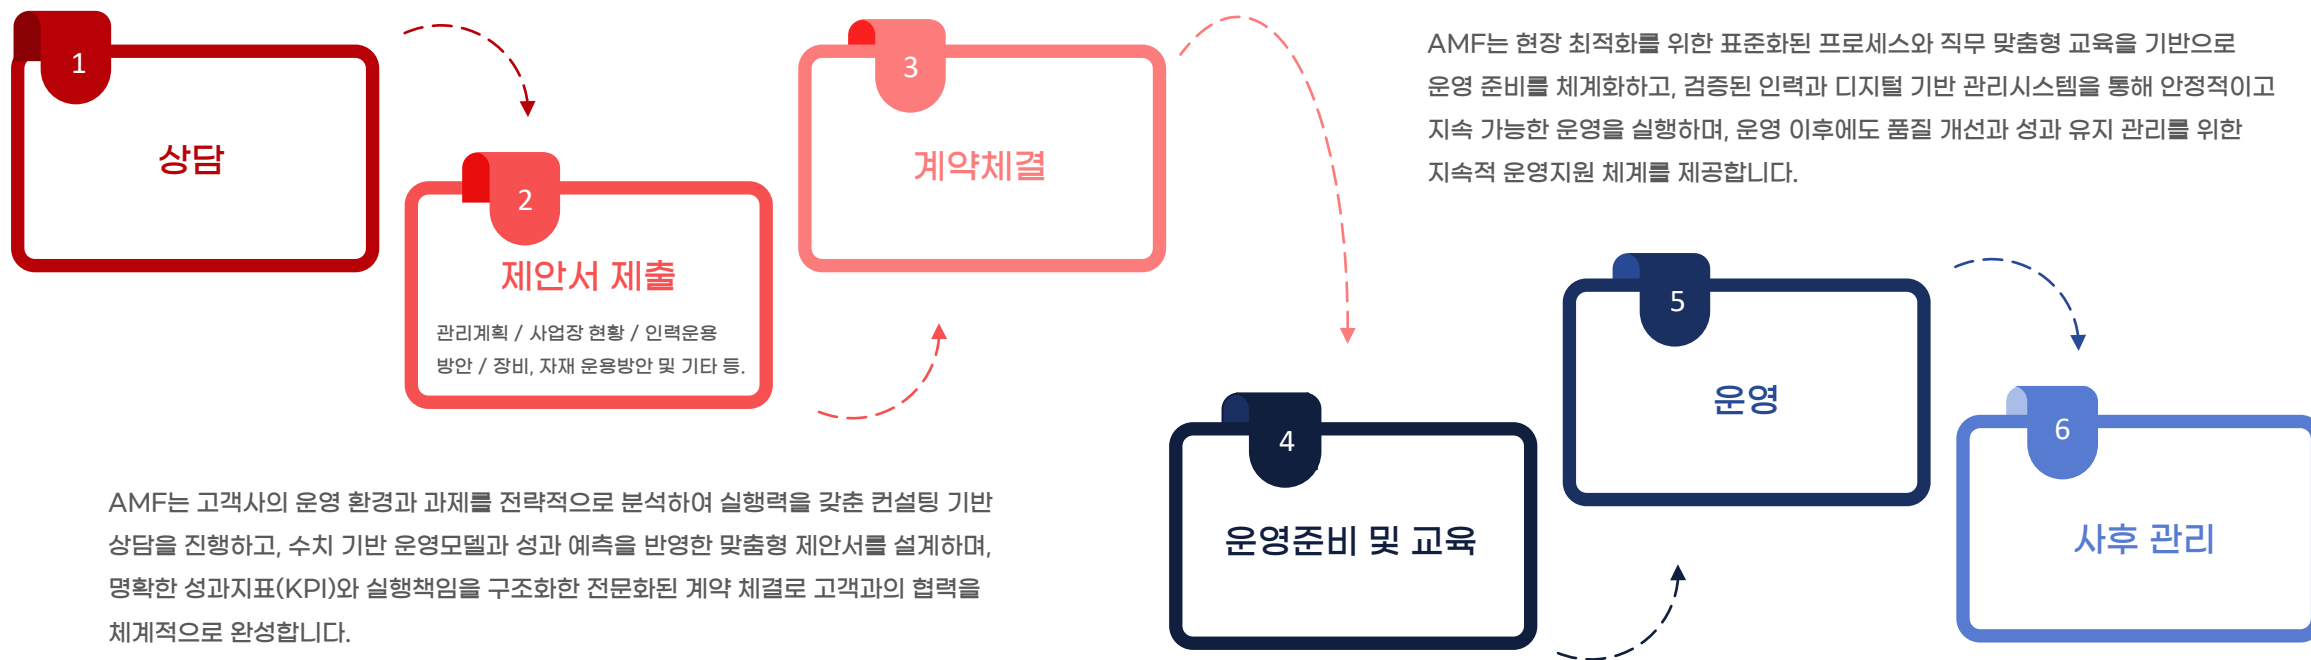 1
상담
2
제안서 제출
관리계획 / 사업장 현황 / 인력운용
방안 / 장비, 자재 운용방안 및 기타 등.
3
계약체결
AMF는 고객사의 운영 환경과 과제를 전략적으로 분석하여 실행력을 갖춘 컨설팅 기반
상담을 진행하고, 수치 기반 운영모델과 성과 예측을 반영한 맞춤형 제안서를 설계하며,
명확한 성과지표(KPI)와 실행책임을 구조화한 전문화된 계약 체결로 고객과의 협력을
체계적으로 완성합니다.
AMF는 현장 최적화를 위한 표준화된 프로세스와 직무 맞춤형 교육을 기반으로
운영 준비를 체계화하고, 검증된 인력과 디지털 기반 관리시스템을 통해 안정적이고
지속 가능한 운영을 실행하며, 운영 이후에도 품질 개선과 성과 유지 관리를 위한
지속적 운영지원 체계를 제공합니다.
4
운영준비 및 교육
5
운영
6
사후 관리